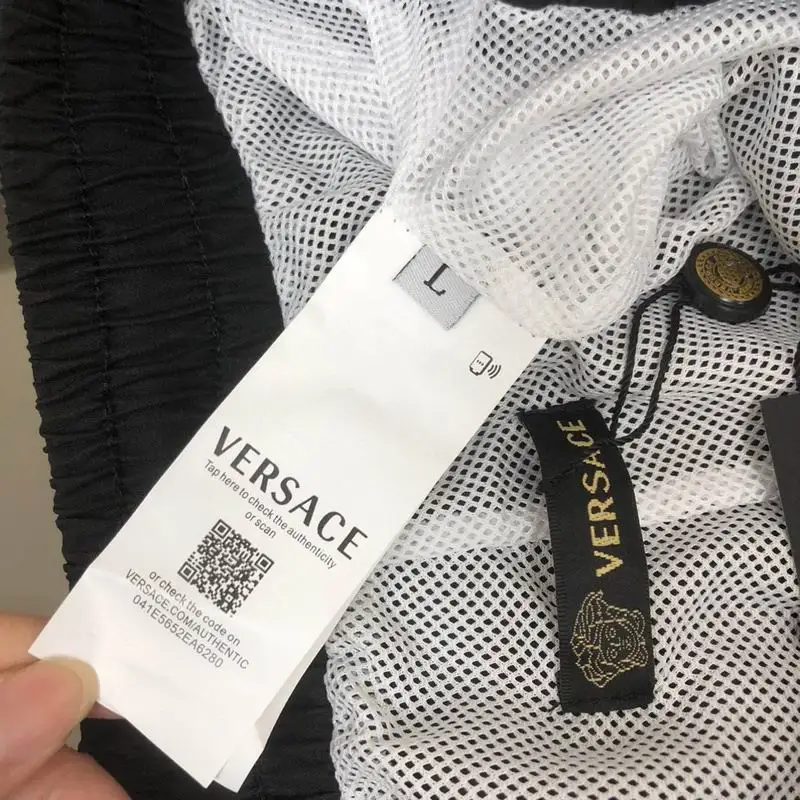 L
VERSACE
Tap here to check the authenticity
or scan
or check the code on
VERSACE.COM/AUTHENTIC
041E5652EA6280
VERSACE